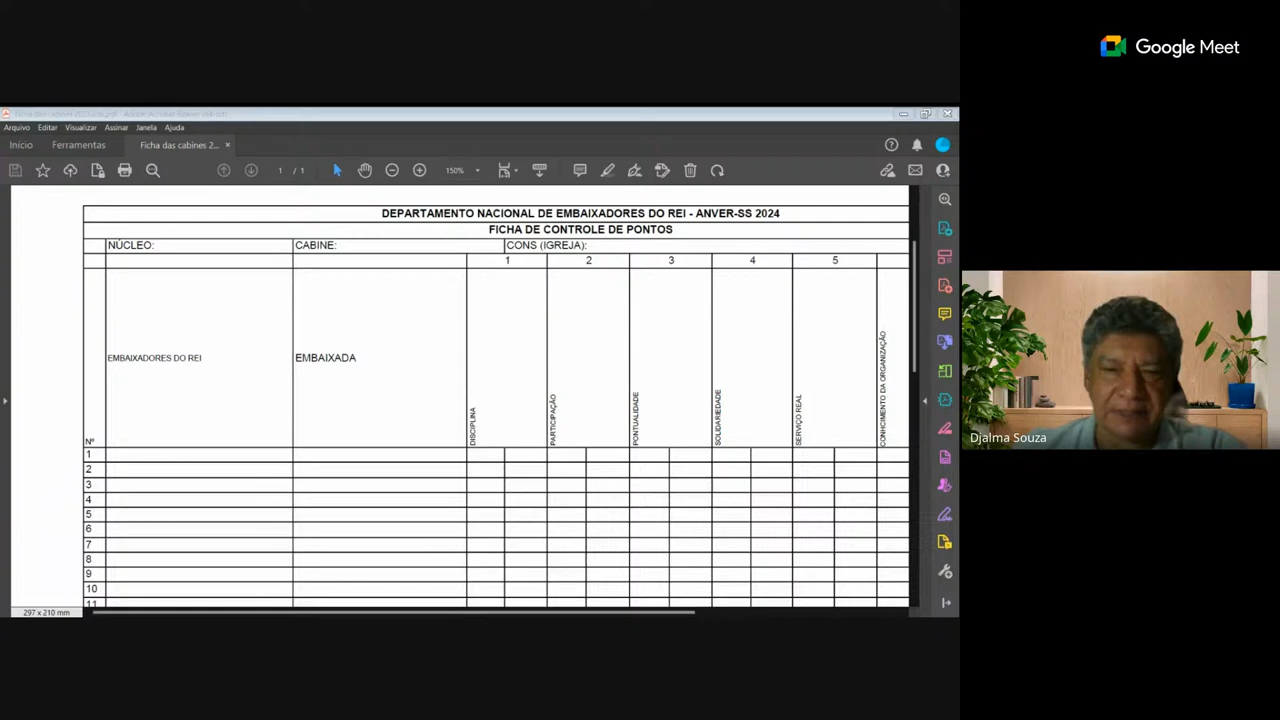 Google Meet
Arquivo Editar Visualizar Assinar Janela Ajuda
Início Ferramentas Ficha das cabines 2... ×
1 / 1 150%
DEPARTAMENTO NACIONAL DE EMBAIXADORES DO REI - ANVER-SS 2024
FICHA DE CONTROLE DE PONTOS
NÚCLEO: CABINE: CONS (IGREJA):
1 2 3 4 5
Nº EMBAIXADORES DO REI EMBAIXADA DISCIPLINA PARTICIPAÇÃO PONTUALIDADE SOLIDARIEDADE SERVIÇO REAL CONHCIMENTO DA ORGANIZAÇÃO
1
2
3
4
5
6
7
8
9
10
11
297 x 210 mm
Djalma Souza